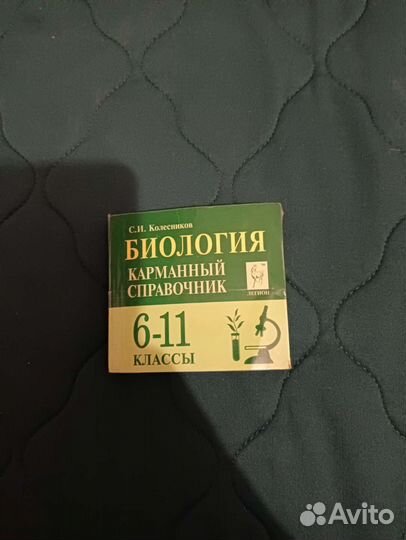 С.И. Колесников
БИОЛОГИЯ
КАРМАННЫЙ
СПРАВОЧНИК
ЛЕГИОН
6-11
КЛАССЫ
Avito